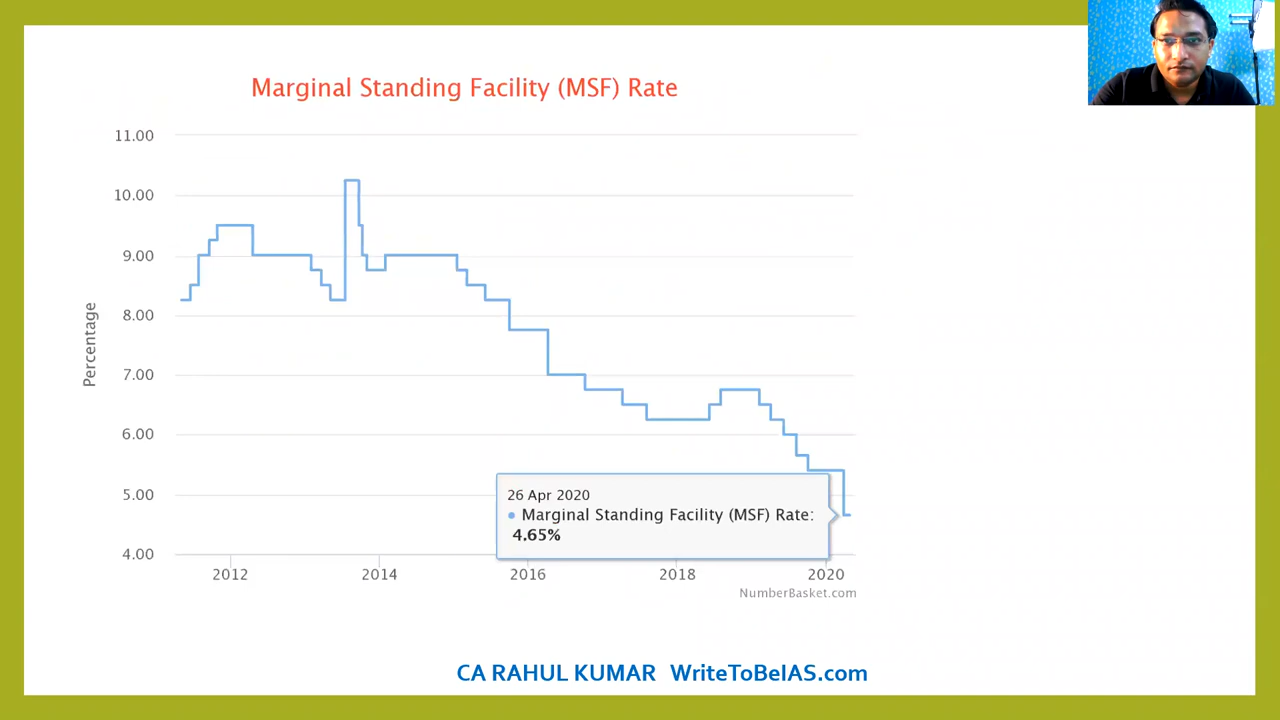 Marginal Standing Facility (MSF) Rate
11.00
10.00
9.00
8.00
7.00
6.00
5.00
4.00
Percentage
26 Apr 2020
Marginal Standing Facility (MSF) Rate:
4.65%
2012 2014 2016 2018 2020
NumberBasket.com
CA RAHUL KUMAR WriteToBeIAS.com